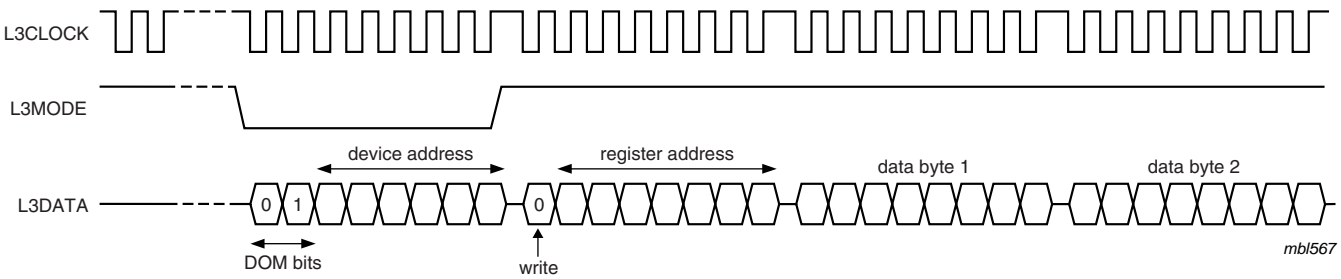 L3CLOCK
L3MODE
device address
register address
data byte 1
data byte 2
L3DATA
0 1 0
DOM bits
write
mbl567